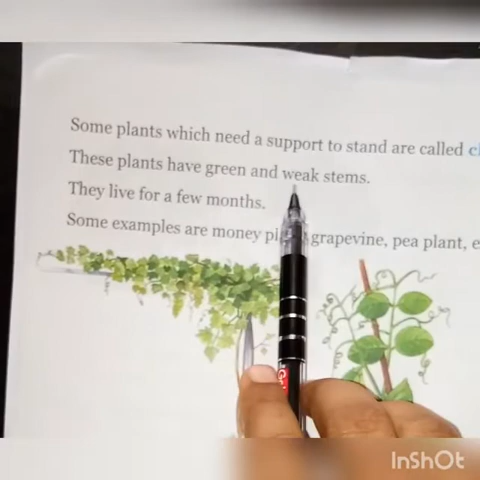 Some plants which need a support to stand are called
These plants have green and weak stems.
They live for a few months.
Some examples are money grapevine, pea plant,
InShOt